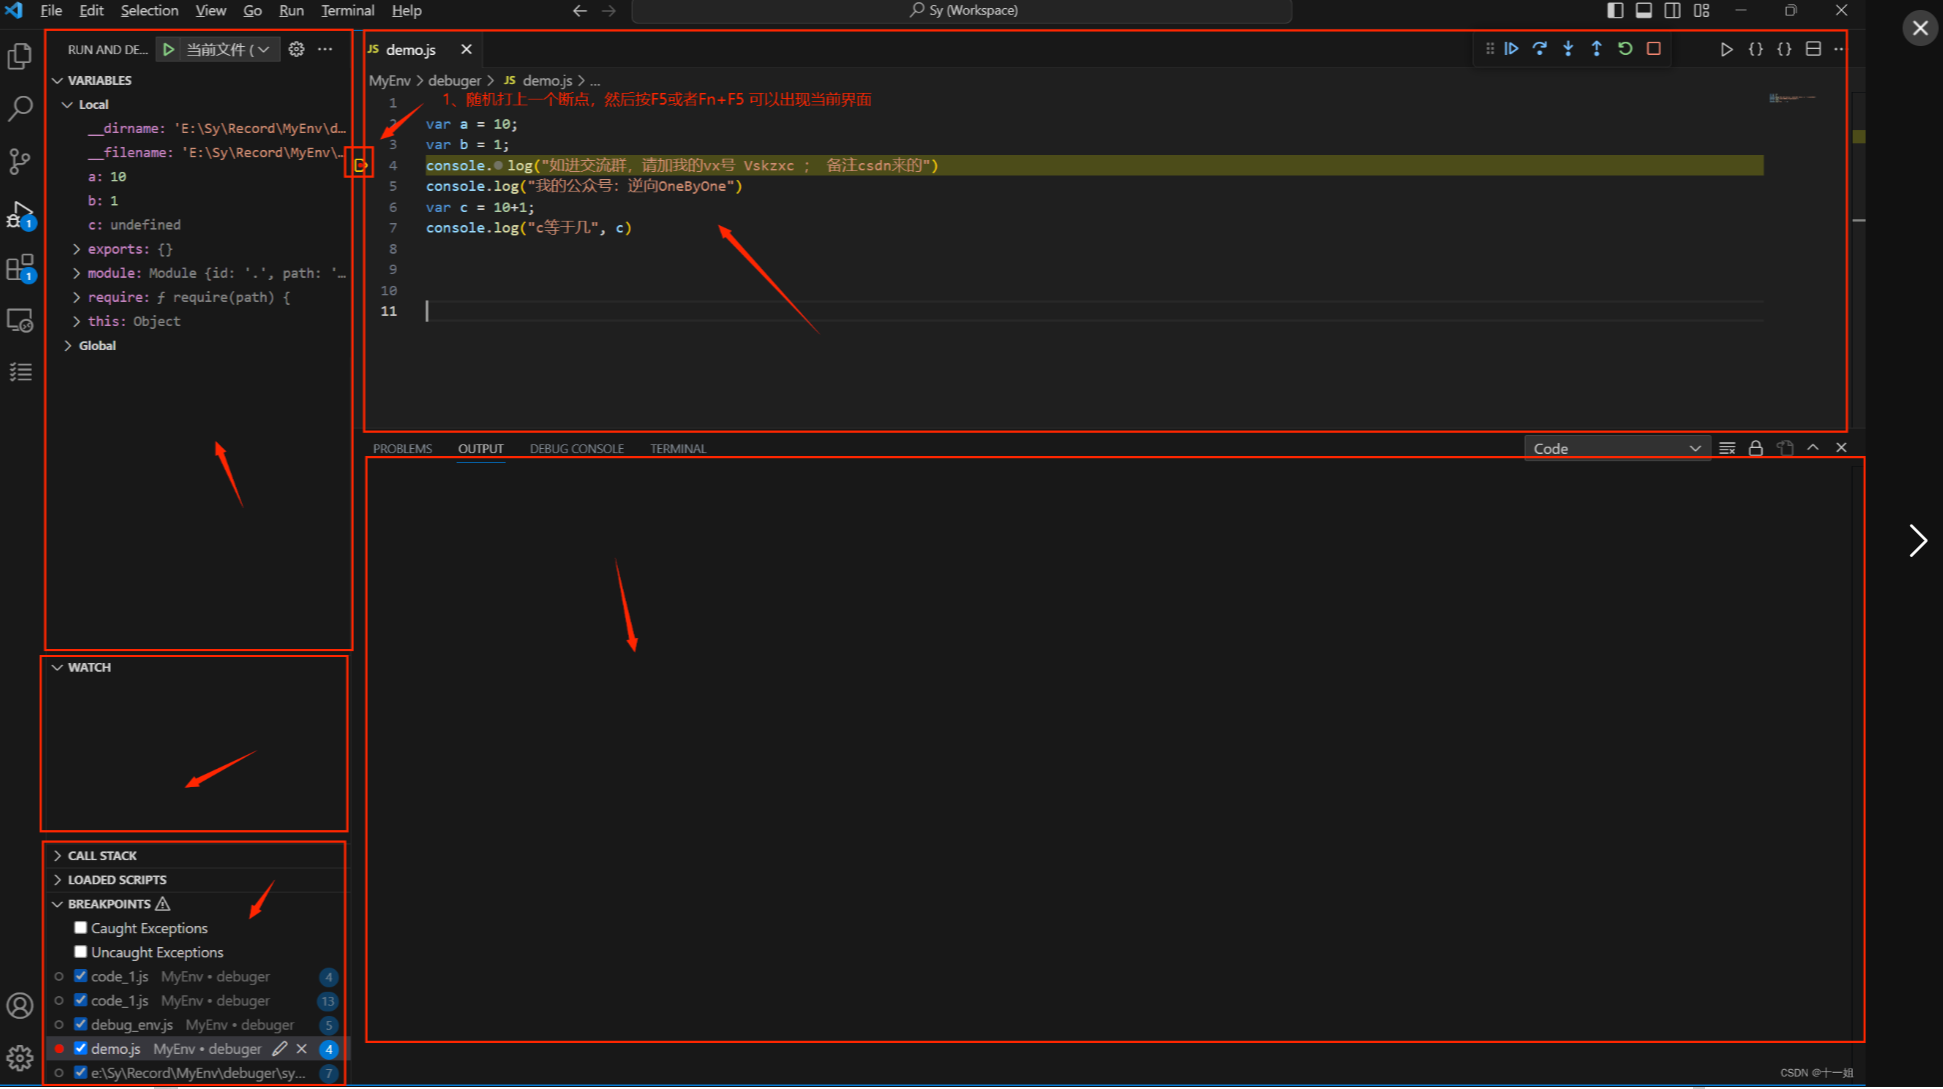 File Edit Selection View Go Run Terminal Help
Sy (Workspace)
RUN AND DE... 当前文件 (
VARIABLES
Local
__dirname: 'E:\Sy\Record\MyEnv\d...
__filename: 'E:\Sy\Record\MyEnv\...
a: 10
b: 1
c: undefined
exports: {}
module: Module {id: '.', path: '...
require: ƒ require(path) {
this: Object
Global
1
1
WATCH
CALL STACK
LOADED SCRIPTS
BREAKPOINTS
Caught Exceptions
Uncaught Exceptions
code_1.js MyEnv • debuger 4
code_1.js MyEnv • debuger 13
debug_env.js MyEnv • debuger 5
demo.js MyEnv • debuger 4
e:\Sy\Record\MyEnv\debuger\sy... 7
JS demo.js
MyEnv > debuger > JS demo.js > ...
1 1、随机打上一个断点，然后按F5或者Fn+F5 可以出现当前界面
2 var a = 10;
3 var b = 1;
4 console.log("如进交流群，请加我的vx号 Vskzxc ； 备注csdn来的")
5 console.log("我的公众号：逆向OneByOne")
6 var c = 10+1;
7 console.log("c等于几", c)
8
9
10
11
PROBLEMS OUTPUT DEBUG CONSOLE TERMINAL
Code
CSDN @十一姐